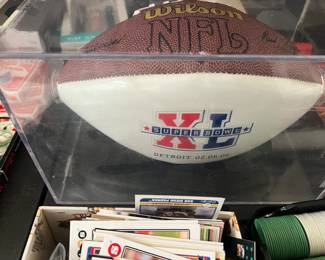 Wilson
NFL
XL
SUPER BOWL
DETROIT 02.05.06